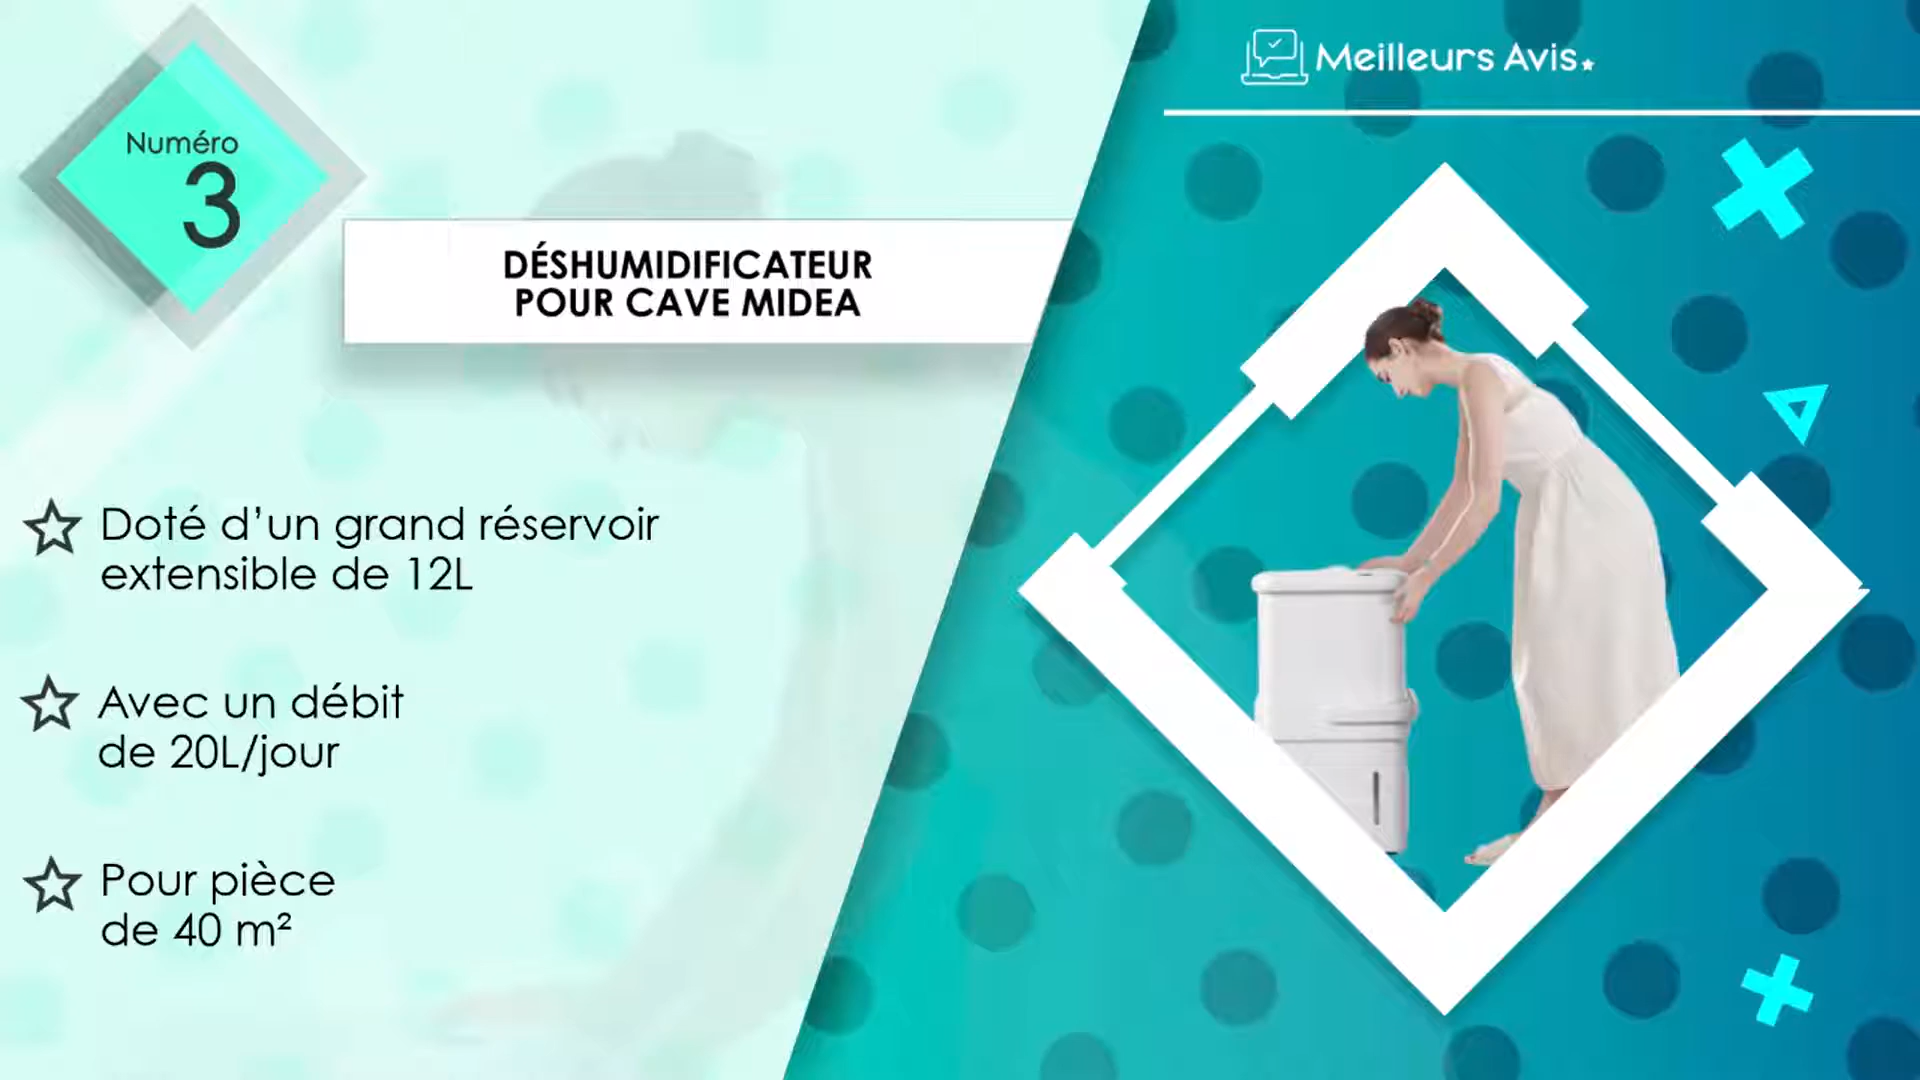 Numéro
3
DÉSHUMIDIFICATEUR
POUR CAVE MIDEA
Doté d’un grand réservoir
extensible de 12L
Avec un débit
de 20L/jour
Pour pièce
de 40 m²
Meilleurs Avis